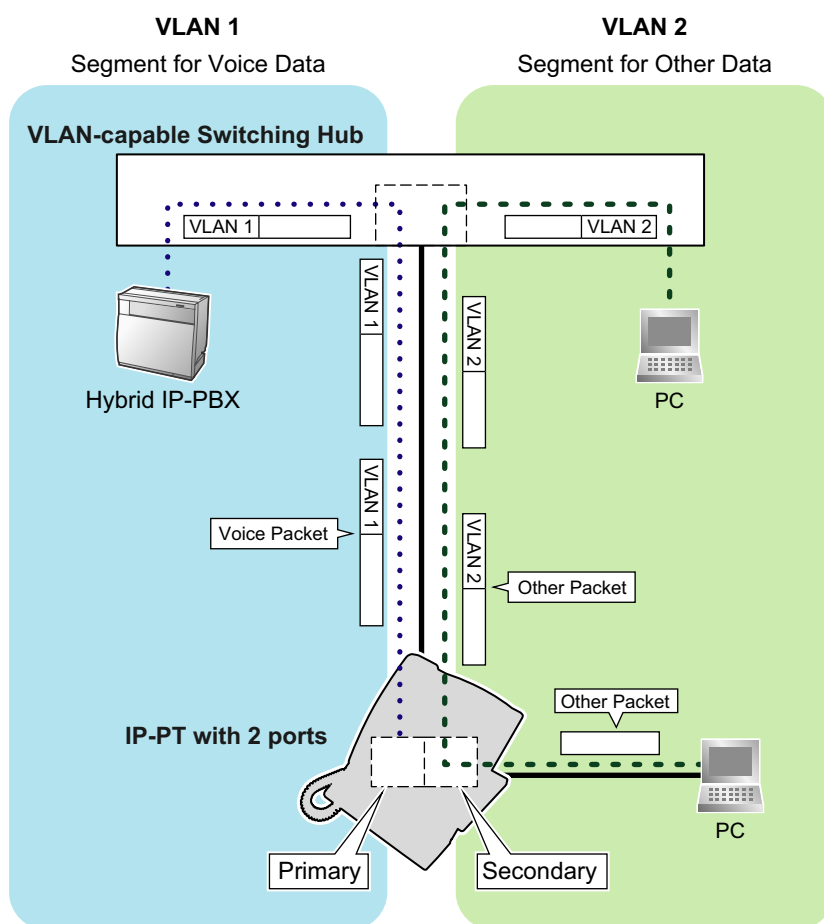 VLAN 1
Segment for Voice Data
VLAN 2
Segment for Other Data
VLAN-capable Switching Hub
VLAN 1
VLAN 2
VLAN 1
VLAN 2
Hybrid IP-PBX
PC
VLAN 1
Voice Packet
VLAN 2
Other Packet
IP-PT with 2 ports
Other Packet
PC
Primary
Secondary